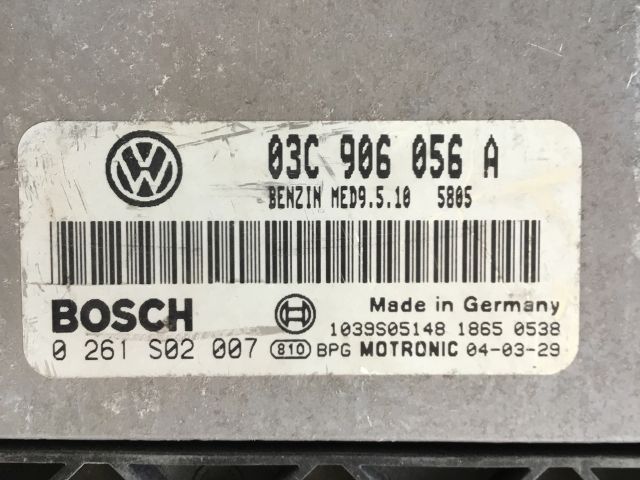 03C 906 056 A
BENZIN MED9.5.10 5805
BOSCH
Made in Germany
1039S05148 1865 0538
0 261 S02 007 810 BPG MOTRONIC 04-03-29